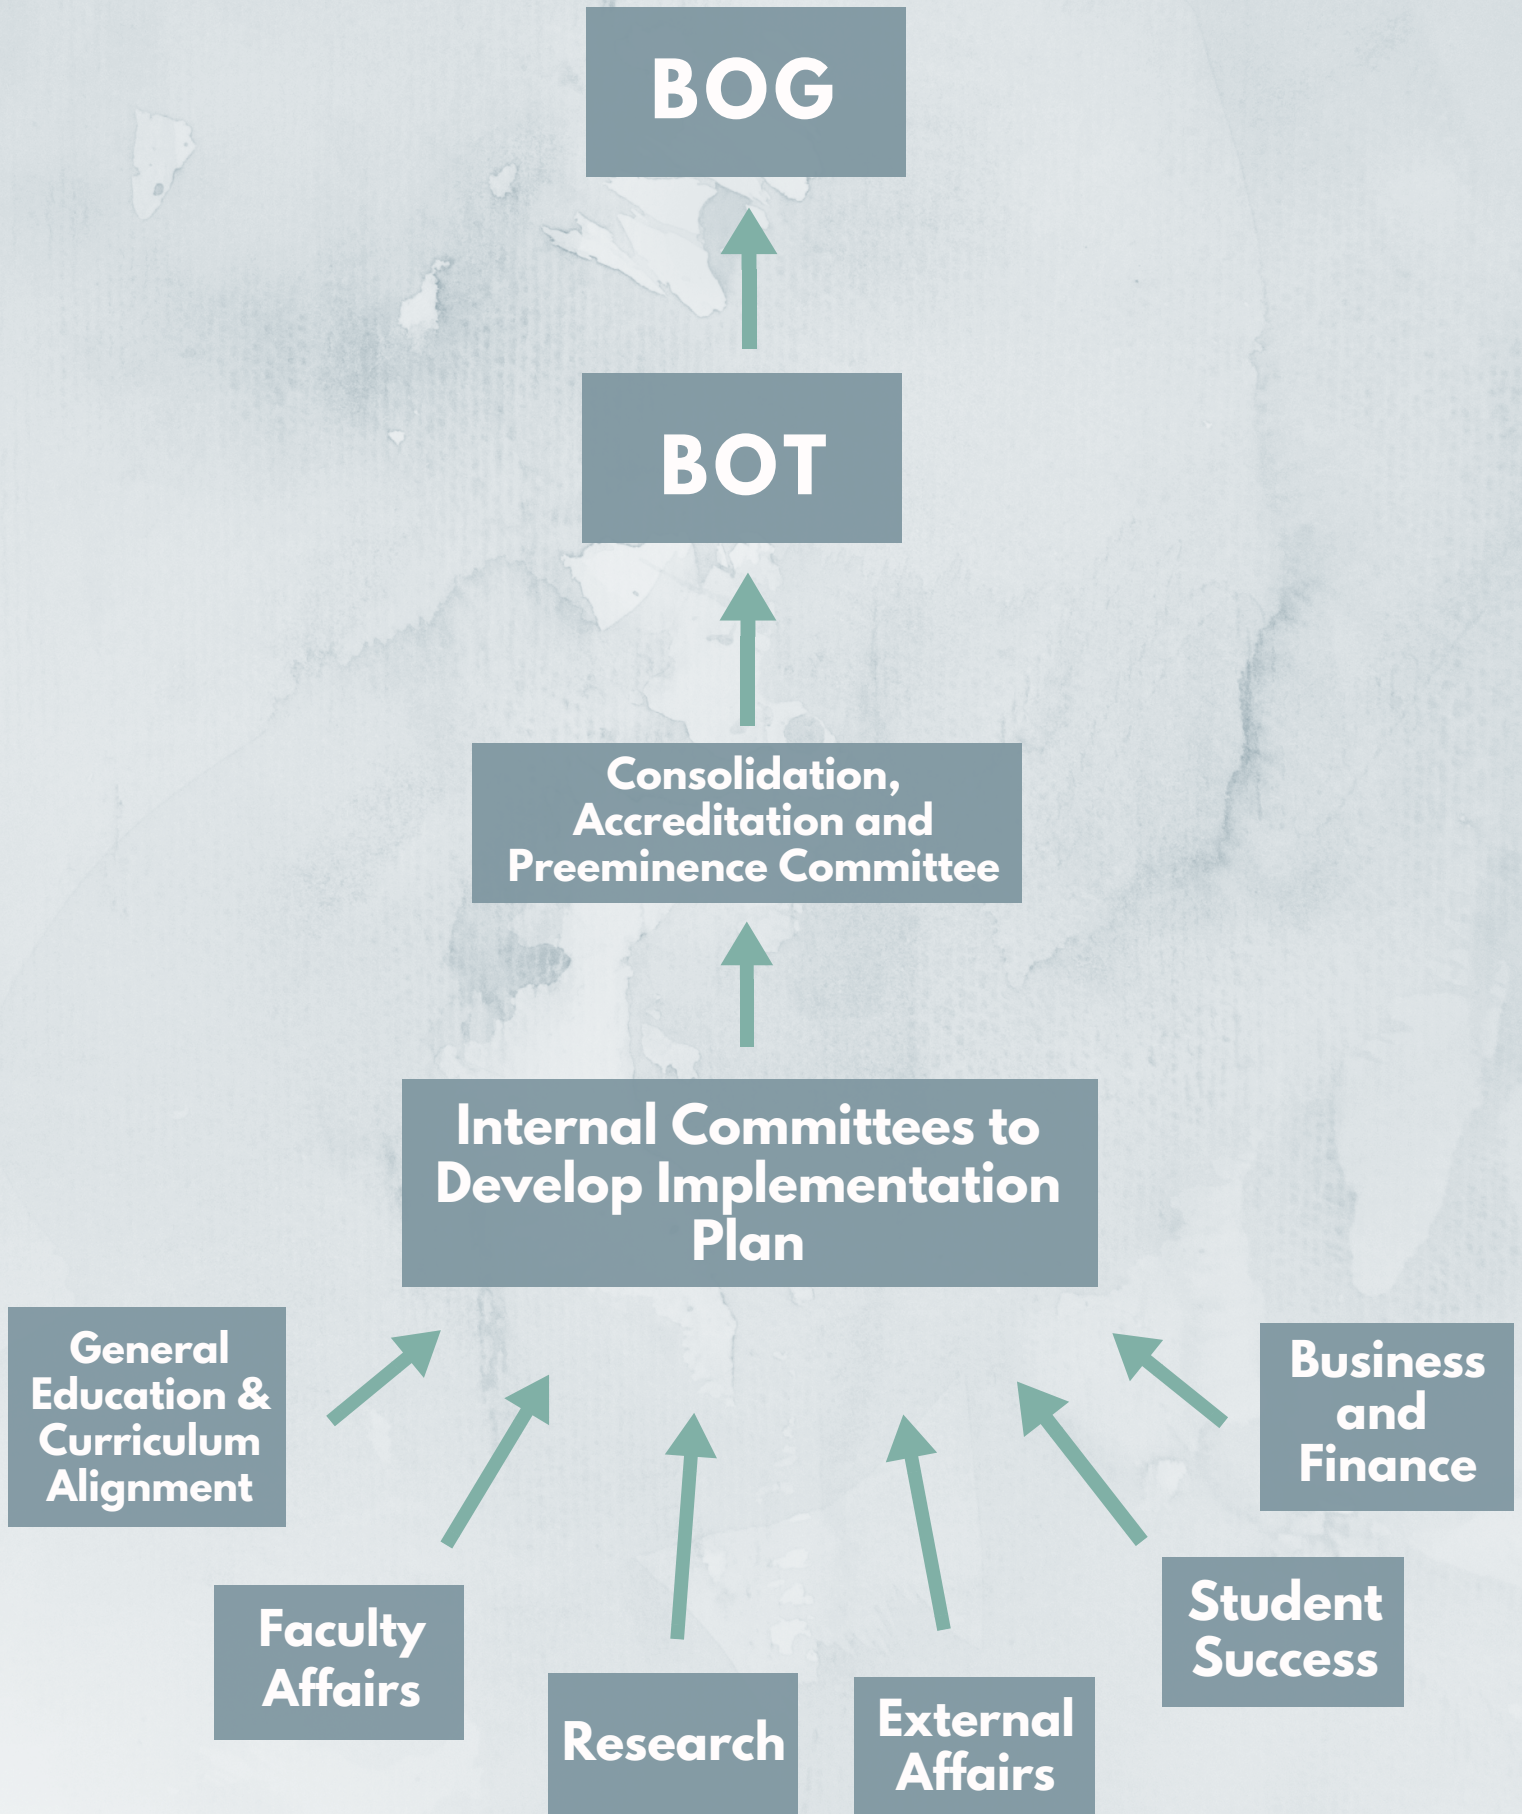 BOG
BOT
Consolidation,
Accreditation and
Preeminence Committee
Internal Committees to
Develop Implementation
Plan
General
Education &
Curriculum
Alignment
Business
and
Finance
Faculty
Affairs
Student
Success
Research
External
Affairs